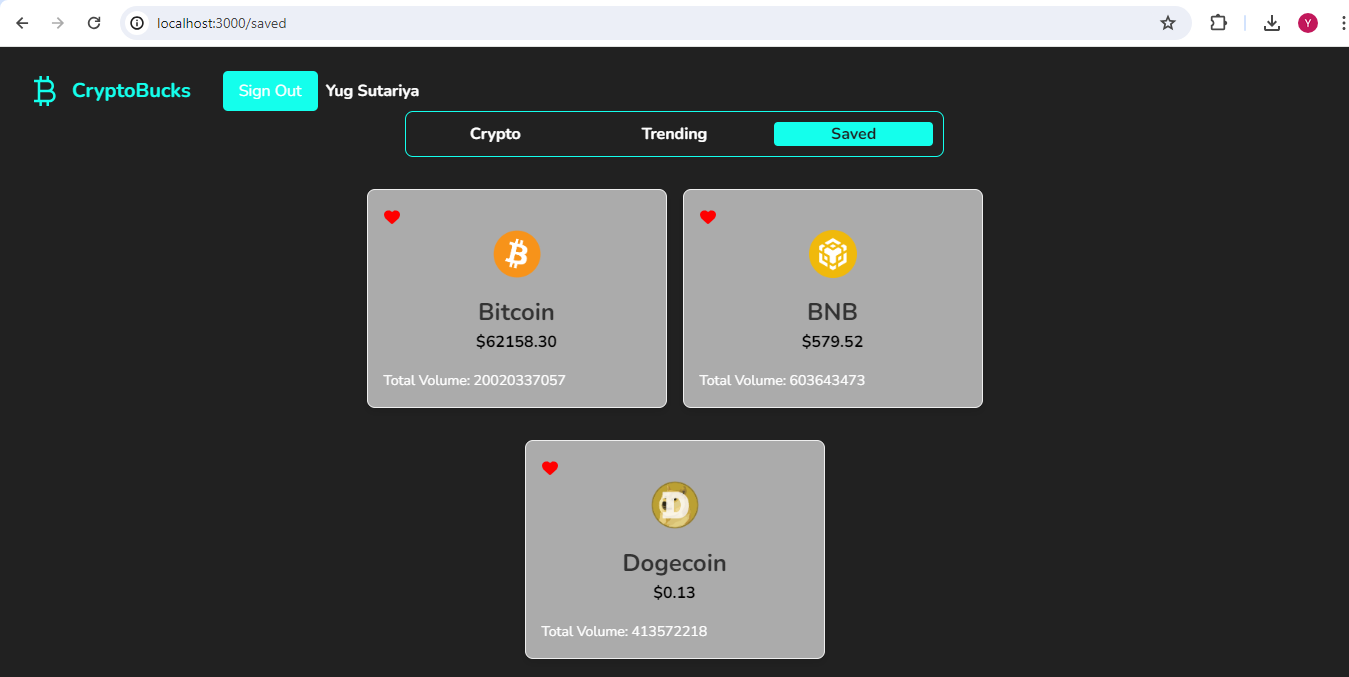 localhost:3000/saved
Y
CryptoBucks
Sign Out
Yug Sutariya
Crypto
Trending
Saved
Bitcoin
$62158.30
Total Volume: 20020337057
BNB
$579.52
Total Volume: 603643473
Dogecoin
$0.13
Total Volume: 413572218